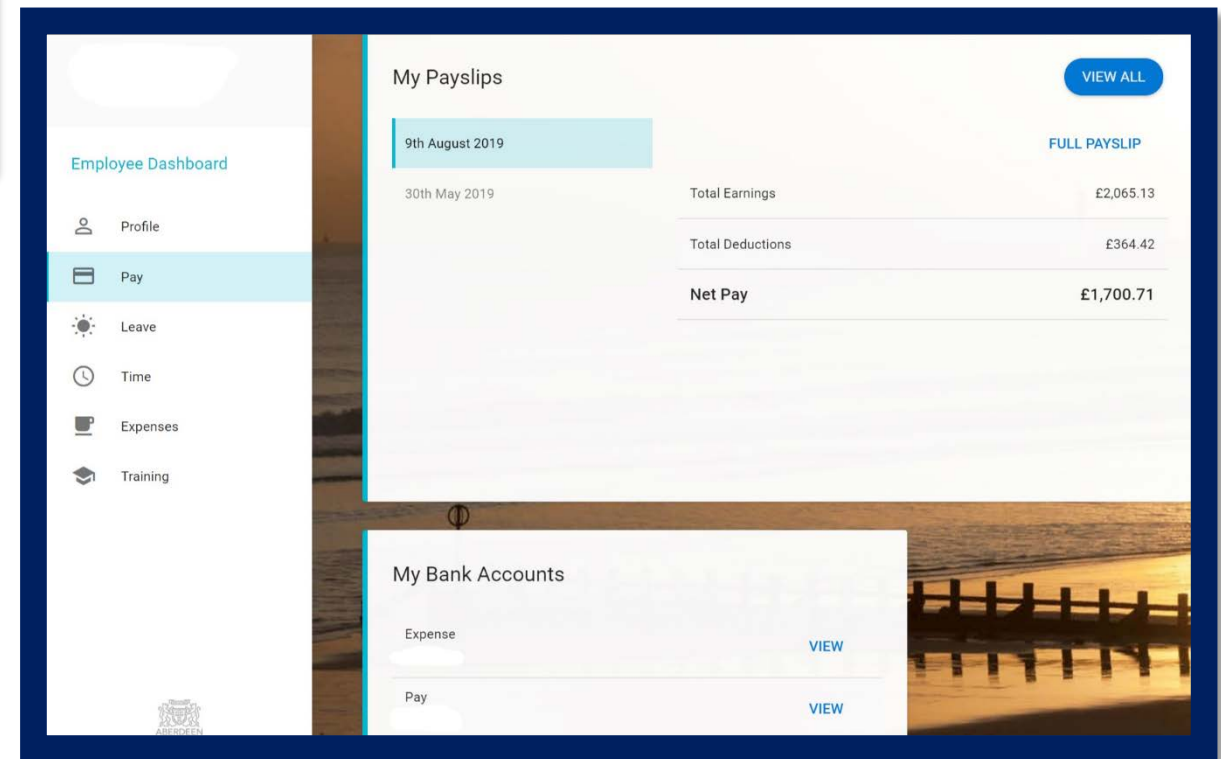 Employee Dashboard
Profile
Pay
Leave
Time
Expenses
Training
ABERDEEN
My Payslips
VIEW ALL
9th August 2019
FULL PAYSLIP
30th May 2019
Total Earnings £2,065.13
Total Deductions £364.42
Net Pay £1,700.71
My Bank Accounts
Expense
VIEW
Pay
VIEW